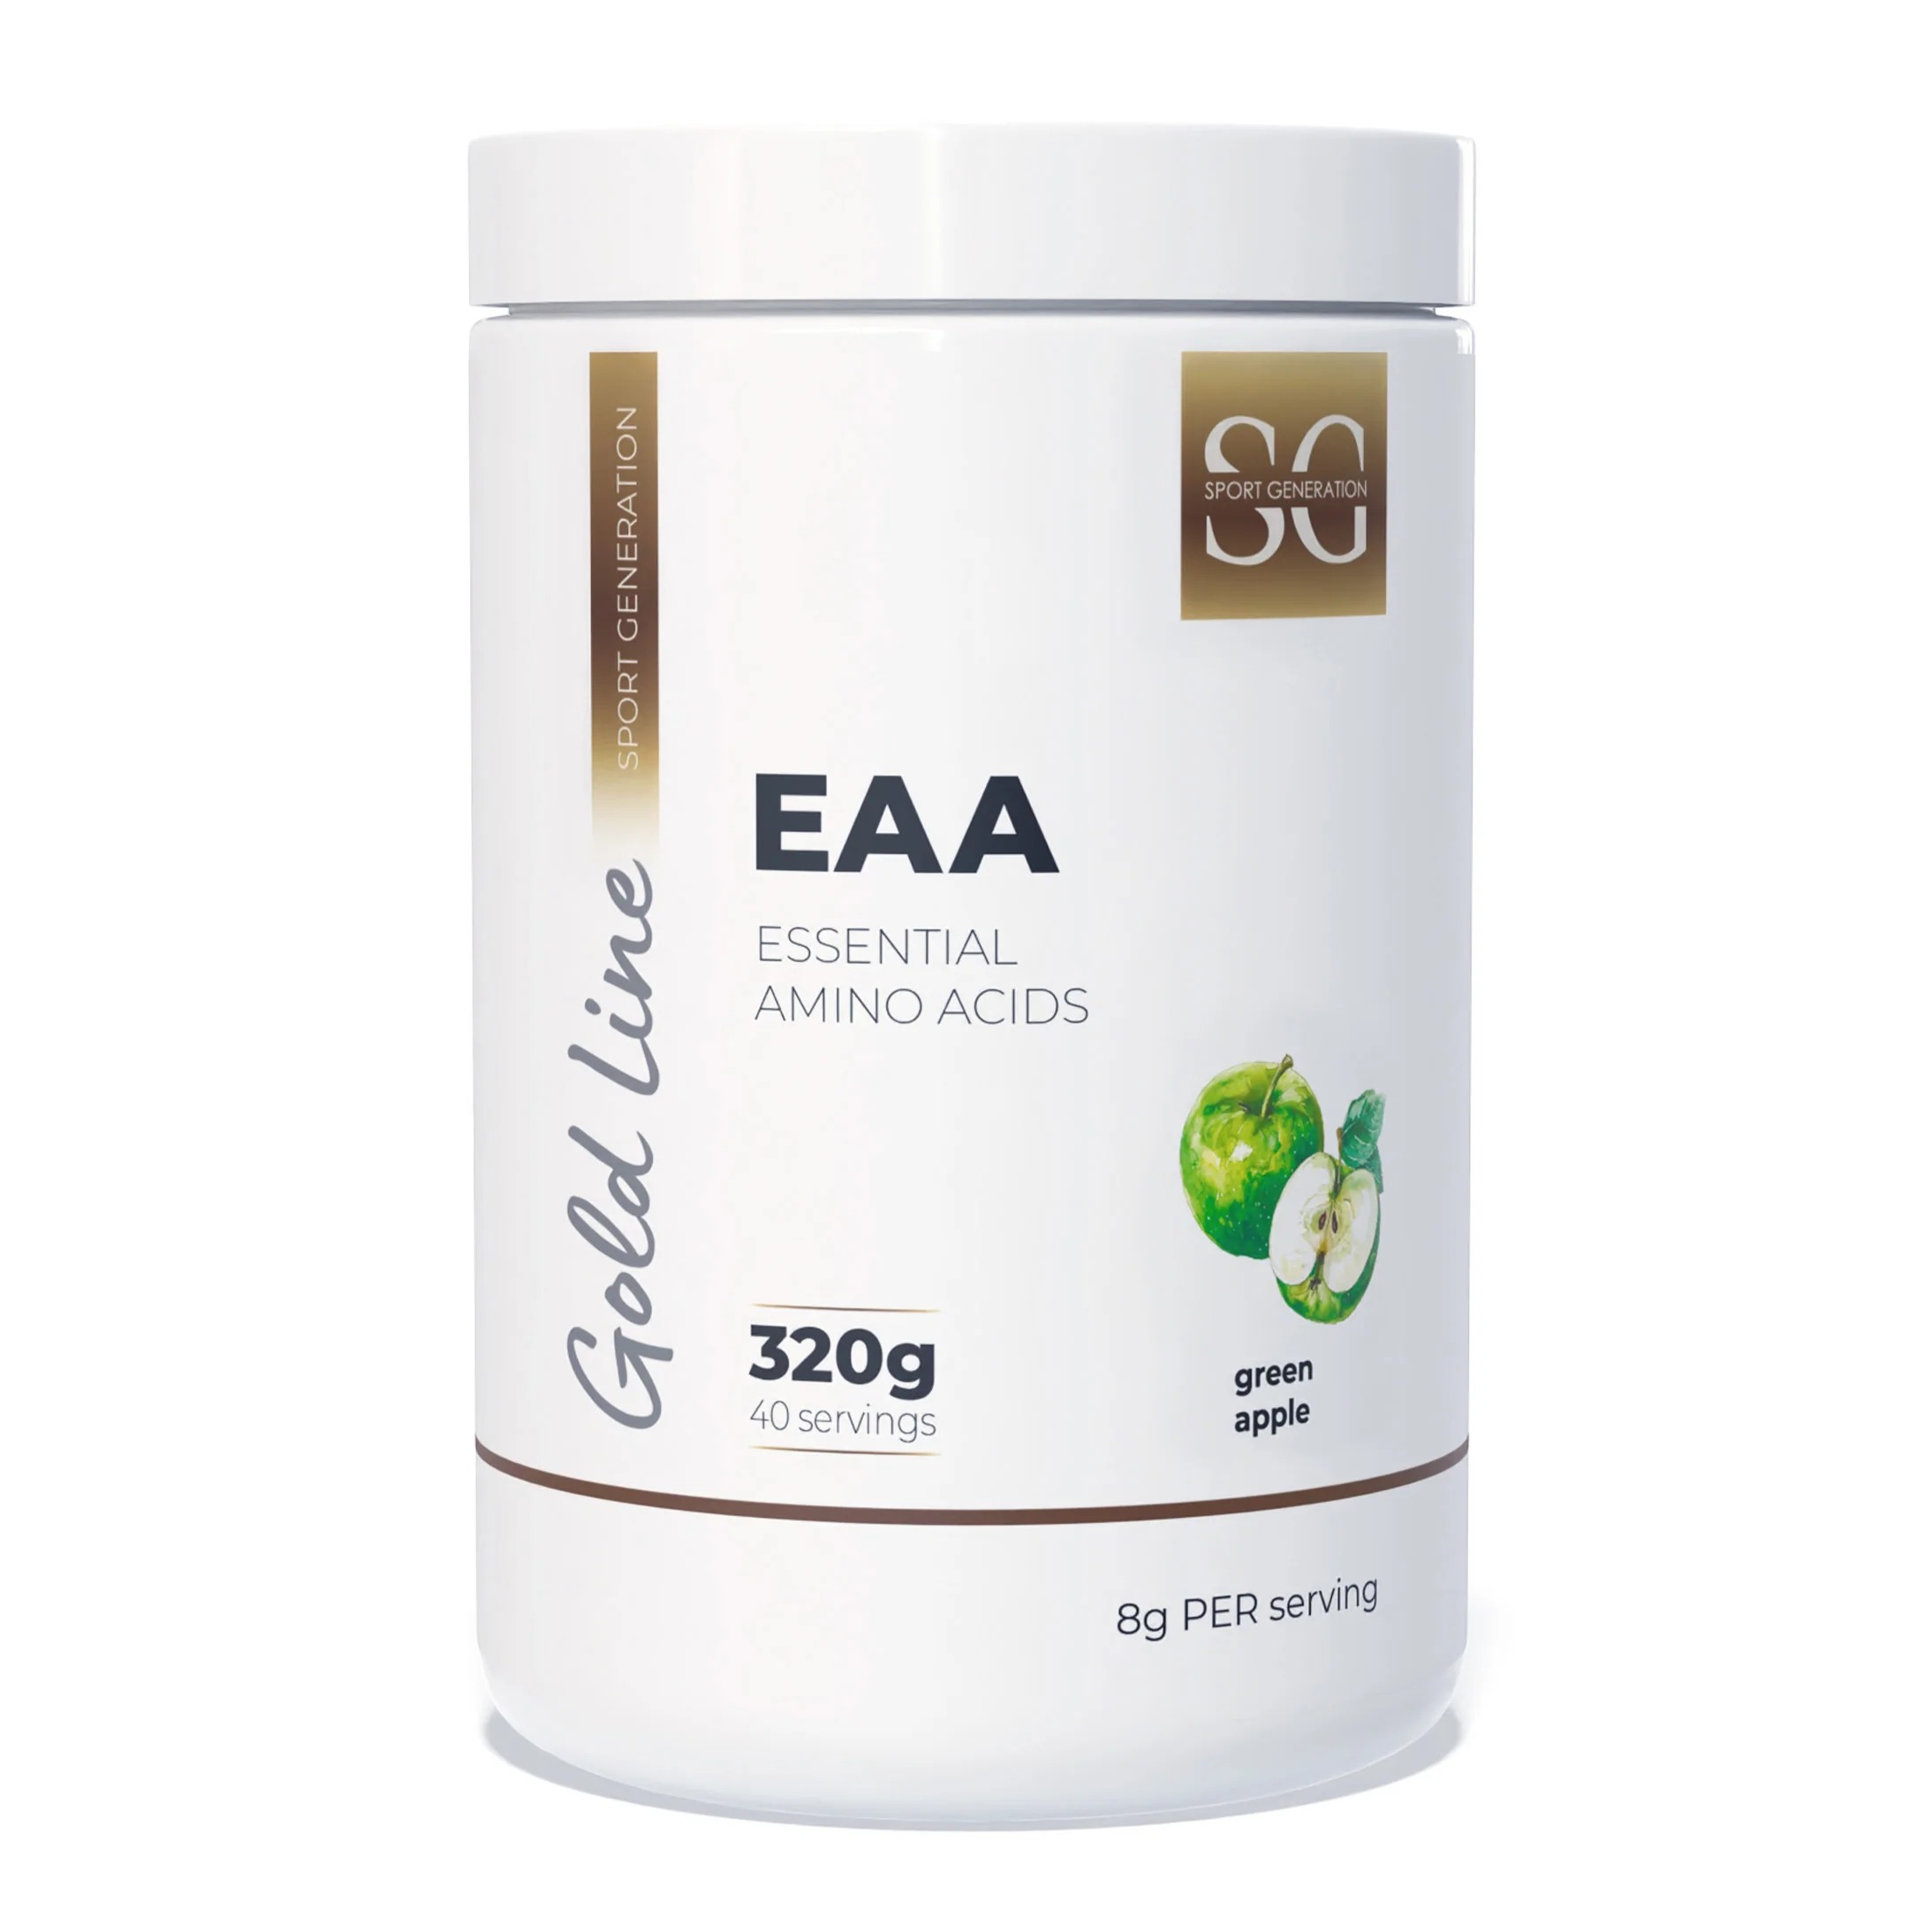 SPORT GENERATION
Gold Line
SG
SPORT GENERATION
EAA
ESSENTIAL
AMINO ACIDS
320g
40 servings
green
apple
8g PER serving